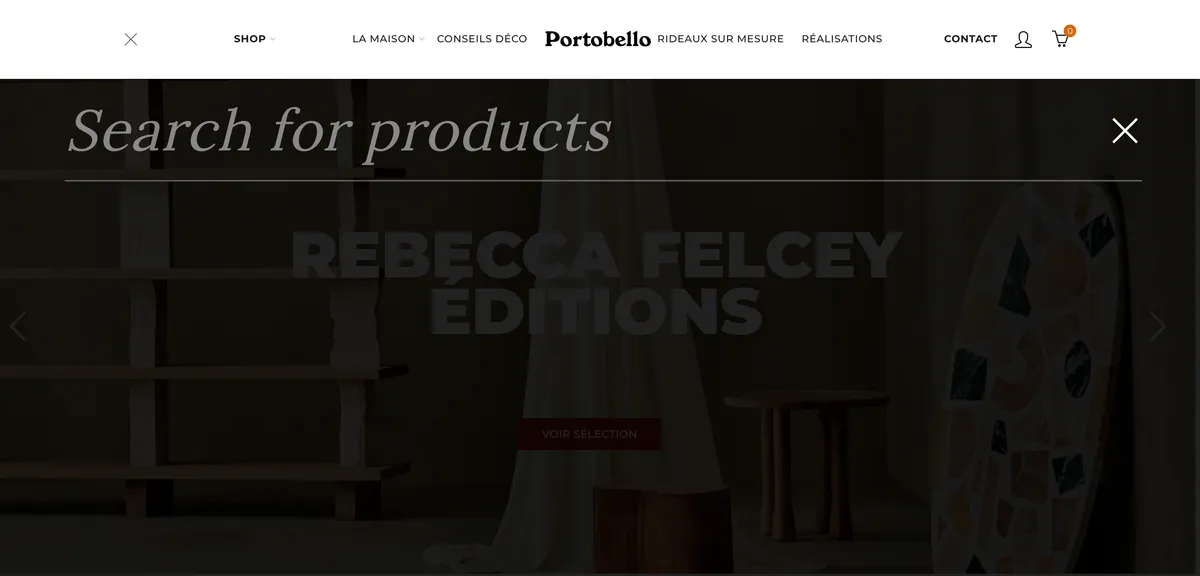 SHOP
LA MAISON
CONSEILS DÉCO
Portobello
RIDEAUX SUR MESURE
RÉALISATIONS
CONTACT
0
Search for products
REBECCA FELCEY
ÉDITIONS
VOIR SÉLECTION